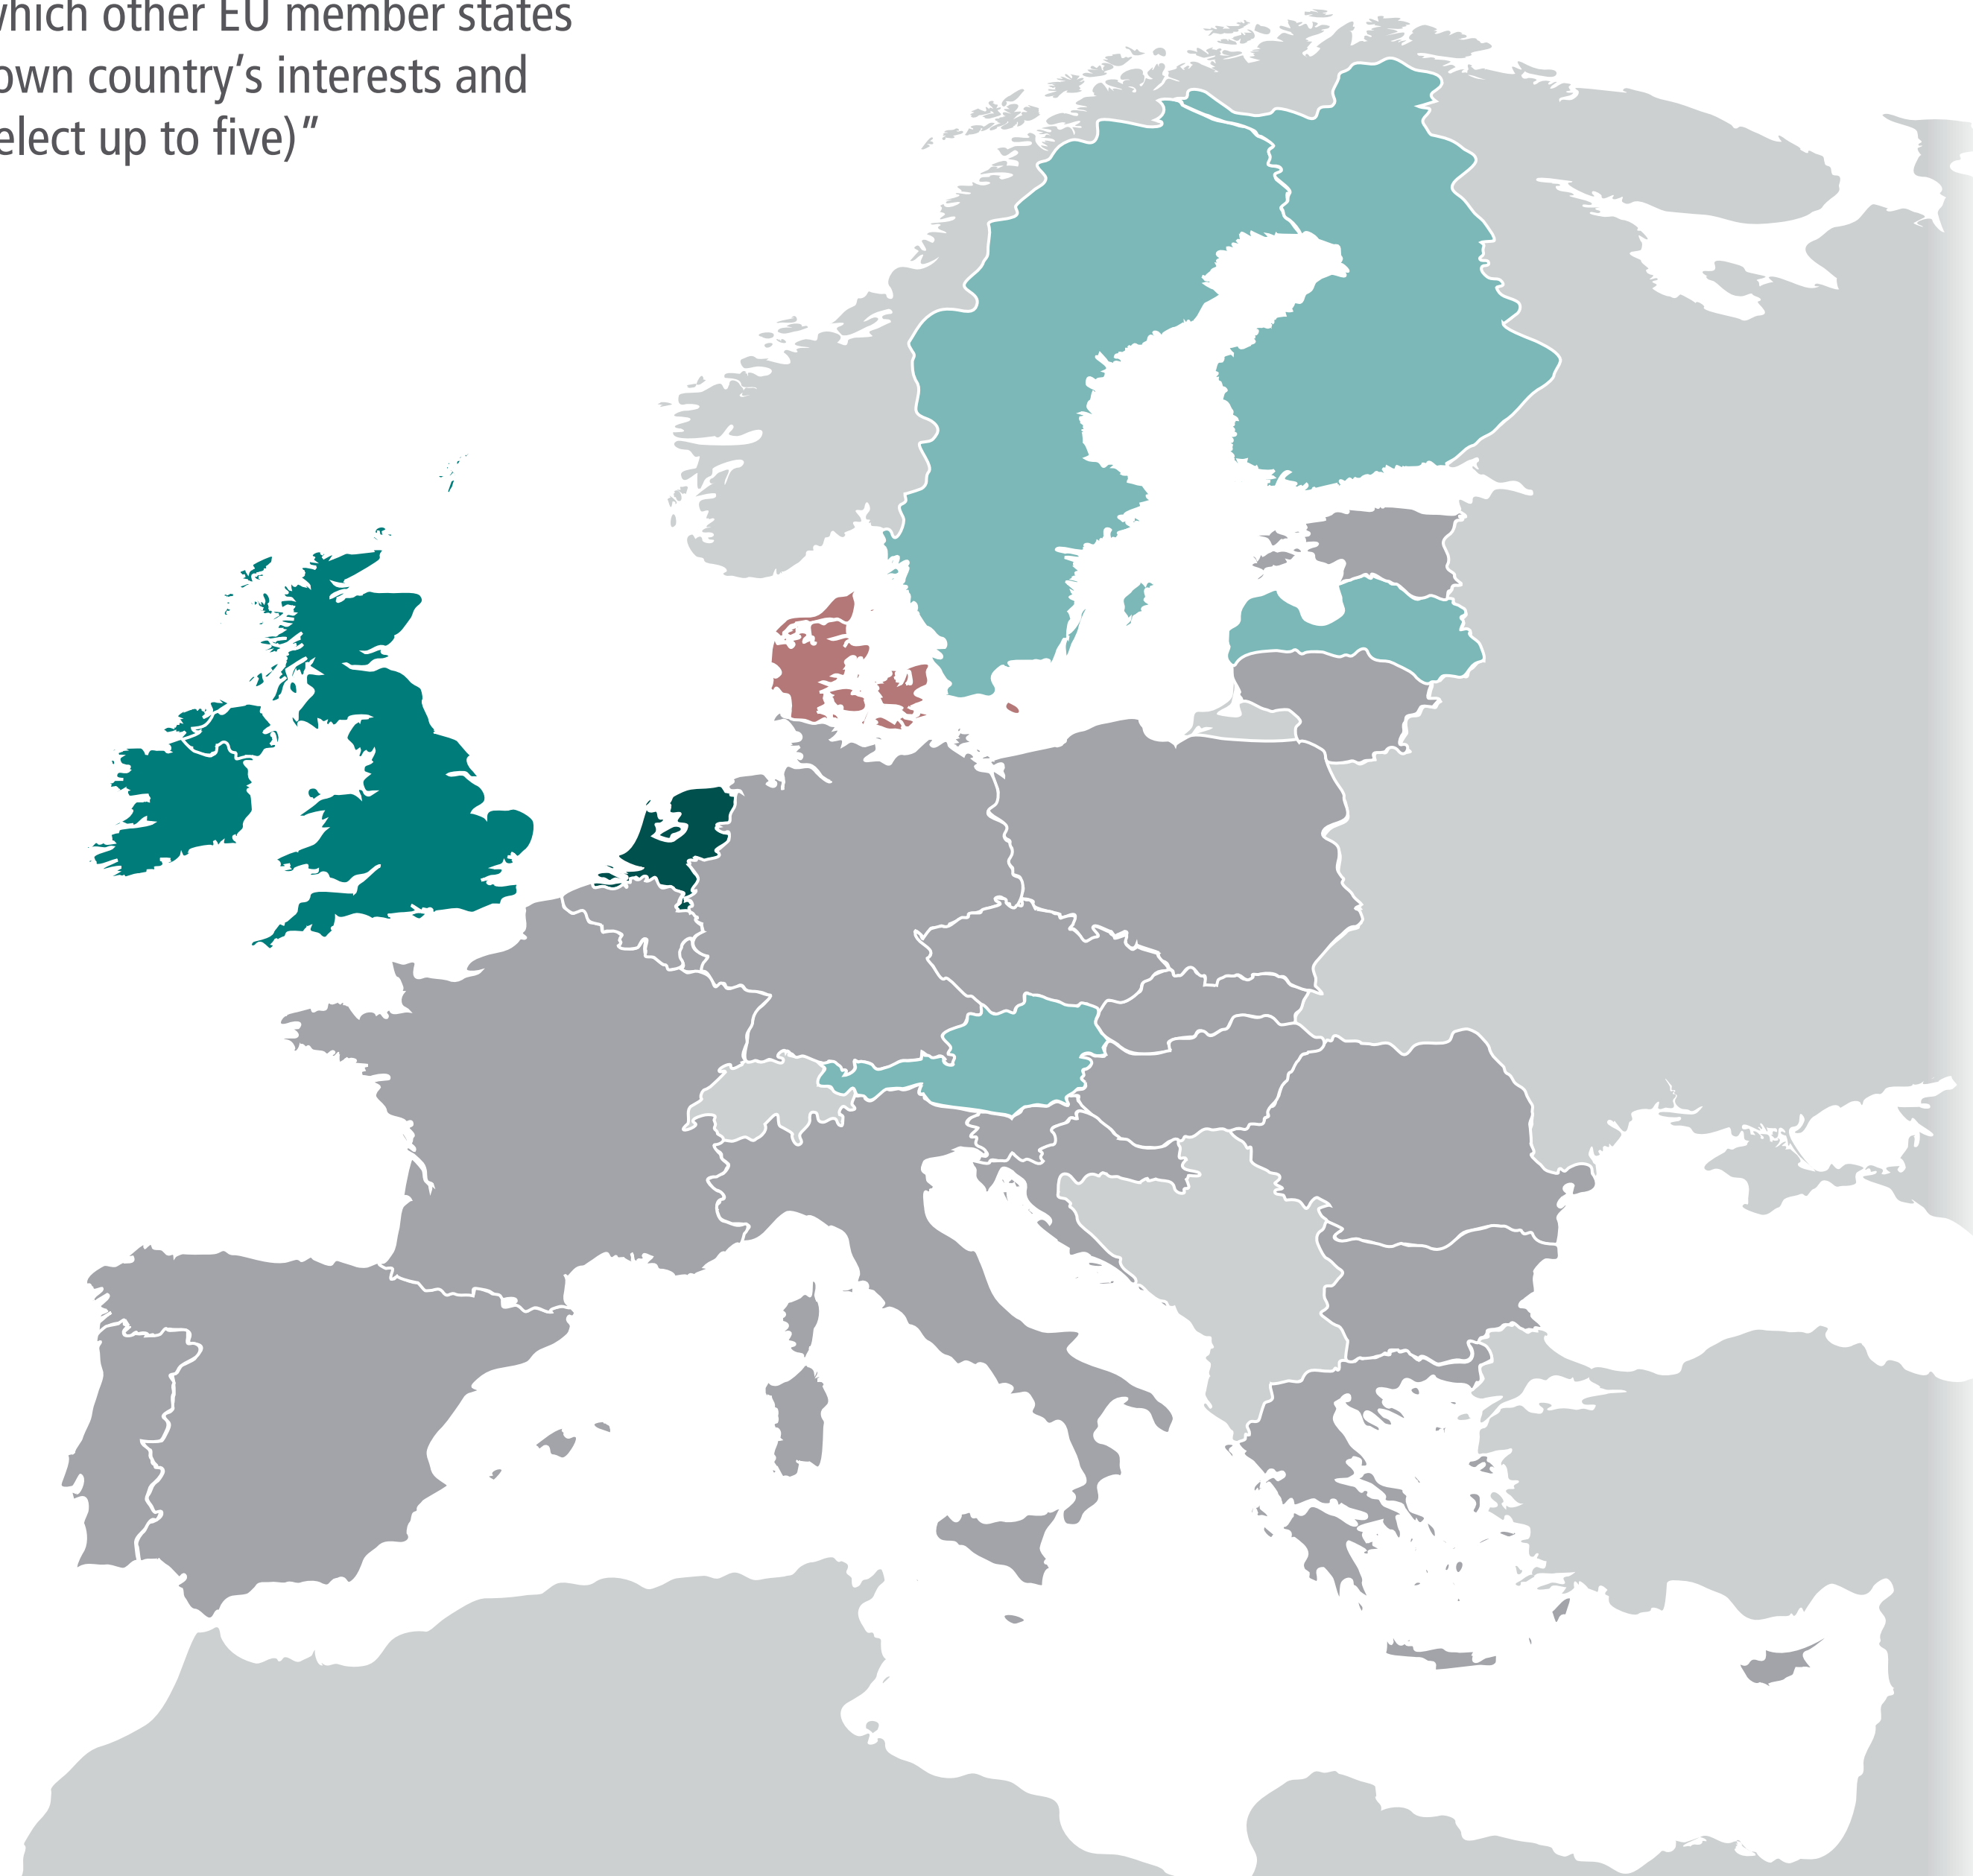 which other EU member states
own country's interests and
elect up to five)'"